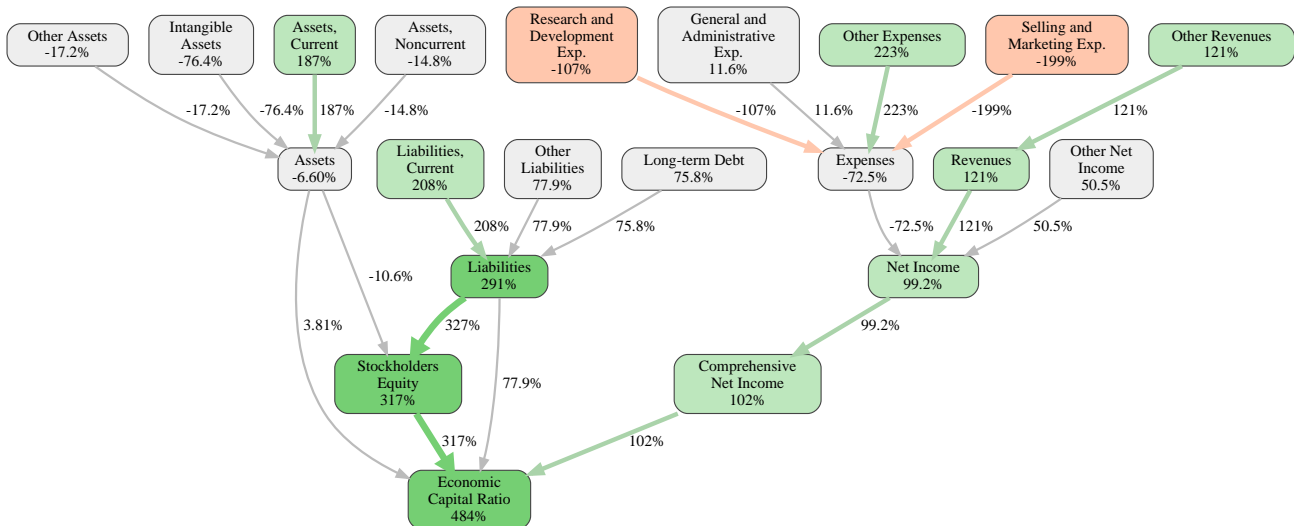 Other Assets
-17.2%
Intangible
Assets
-76.4%
Assets,
Current
187%
Assets,
Noncurrent
-14.8%
Research and
Development
Exp.
-107%
General and
Administrative
Exp.
11.6%
Other Expenses
223%
Selling and
Marketing Exp.
-199%
Other Revenues
121%
-17.2%
-76.4%
187%
-14.8%
-107%
11.6%
223%
-199%
121%
Assets
-6.60%
Liabilities,
Current
208%
Other
Liabilities
77.9%
Long-term Debt
75.8%
Expenses
-72.5%
Revenues
121%
Other Net
Income
50.5%
208%
77.9%
75.8%
-72.5%
121%
50.5%
Liabilities
291%
Net Income
99.2%
-10.6%
3.81%
327%
99.2%
Stockholders
Equity
317%
77.9%
Comprehensive
Net Income
102%
317%
102%
Economic
Capital Ratio
484%